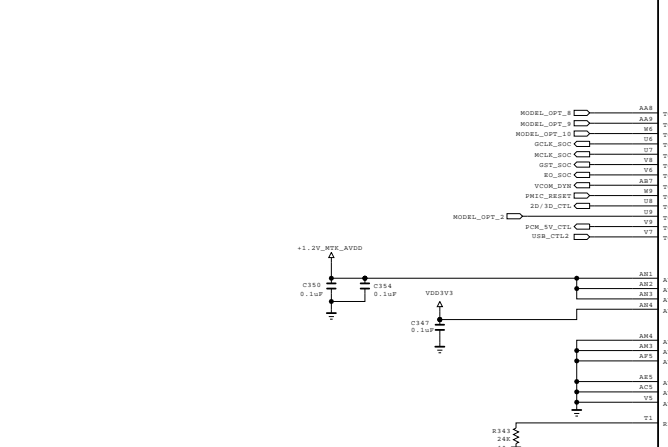 AA8
MODEL_OPT_8
AA9
MODEL_OPT_9
W6
MODEL_OPT_10
U6
GCLK_SOC
U7
MCLK_SOC
V8
GST_SOC
V6
EO_SOC
AB7
VCOM_DYN
W9
PMIC_RESET
U8
2D/3D_CTL
U9
MODEL_OPT_2
V9
PCM_5V_CTL
V7
USB_CTL2
+1.2V_MTK_AVDD
AN1
C350
0.1uF
C354
0.1uF
AN2
VDD3V3
AN3
AN4
C347
0.1uF
AM4
AM3
AF5
AE5
AC5
V5
T1
R343
24K